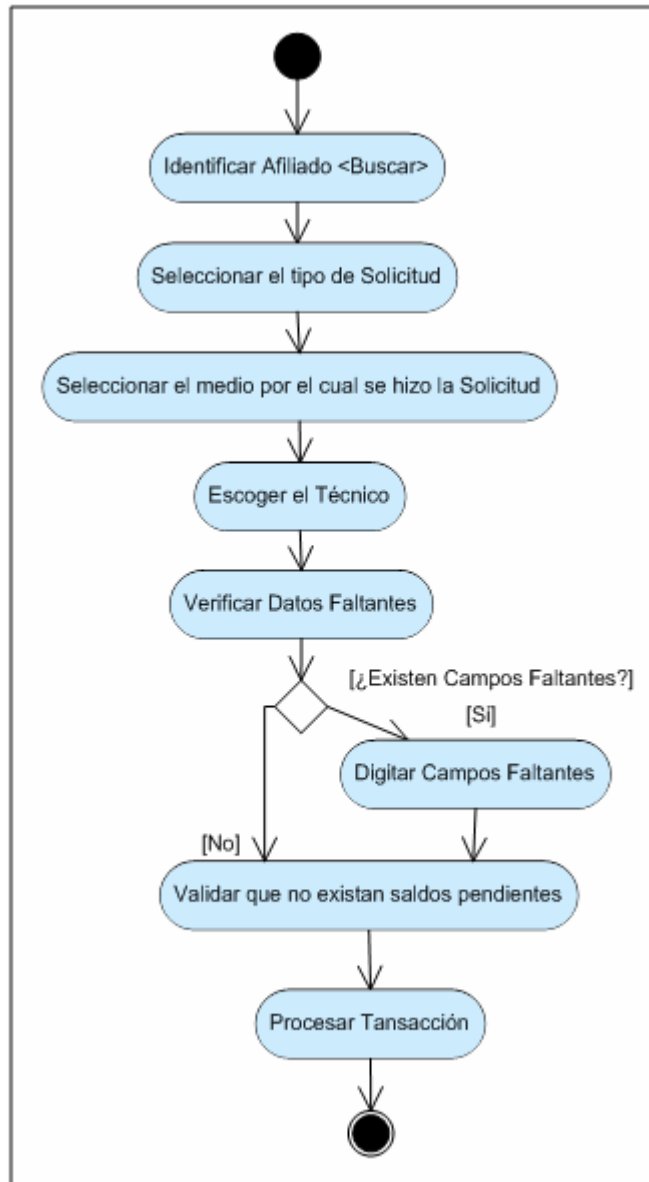 Identificar Afiliado <Buscar>
Seleccionar el tipo de Solicitud
Seleccionar el medio por el cual se hizo la Solicitud
Escoger el Técnico
Verificar Datos Faltantes
[¿Existen Campos Faltantes?]
[Si]
Digitar Campos Faltantes
[No]
Validar que no existan saldos pendientes
Procesar Tansacción